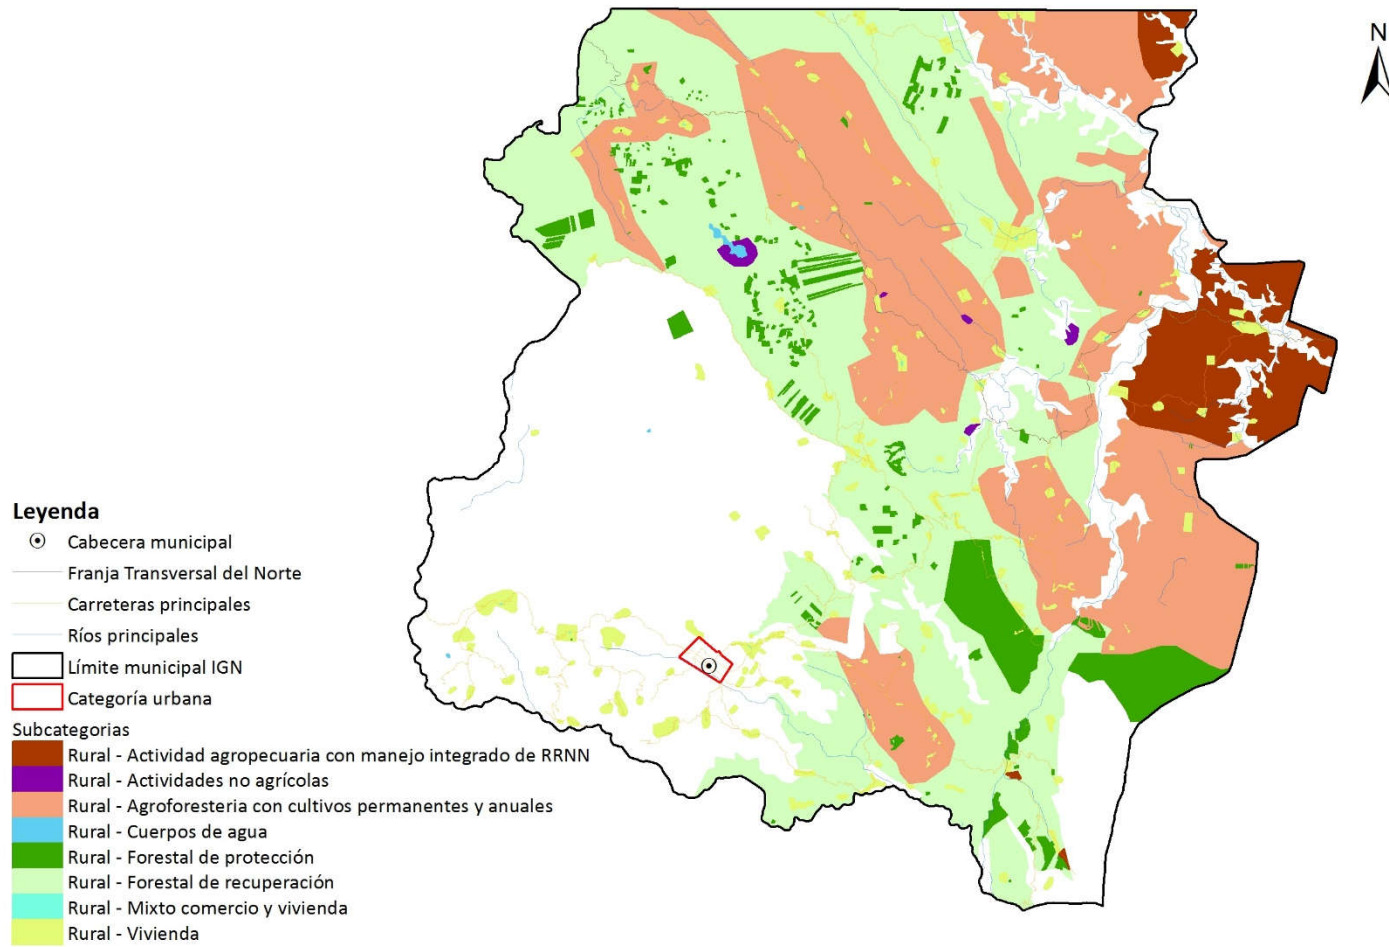 N
Leyenda
Cabecera municipal
Franja Transversal del Norte
Carreteras principales
Ríos principales
Límite municipal IGN
Categoría urbana
Subcategorias
Rural - Actividad agropecuaria con manejo integrado de RRNN
Rural - Actividades no agrícolas
Rural - Agroforesteria con cultivos permanentes y anuales
Rural - Cuerpos de agua
Rural - Forestal de protección
Rural - Forestal de recuperación
Rural - Mixto comercio y vivienda
Rural - Vivienda